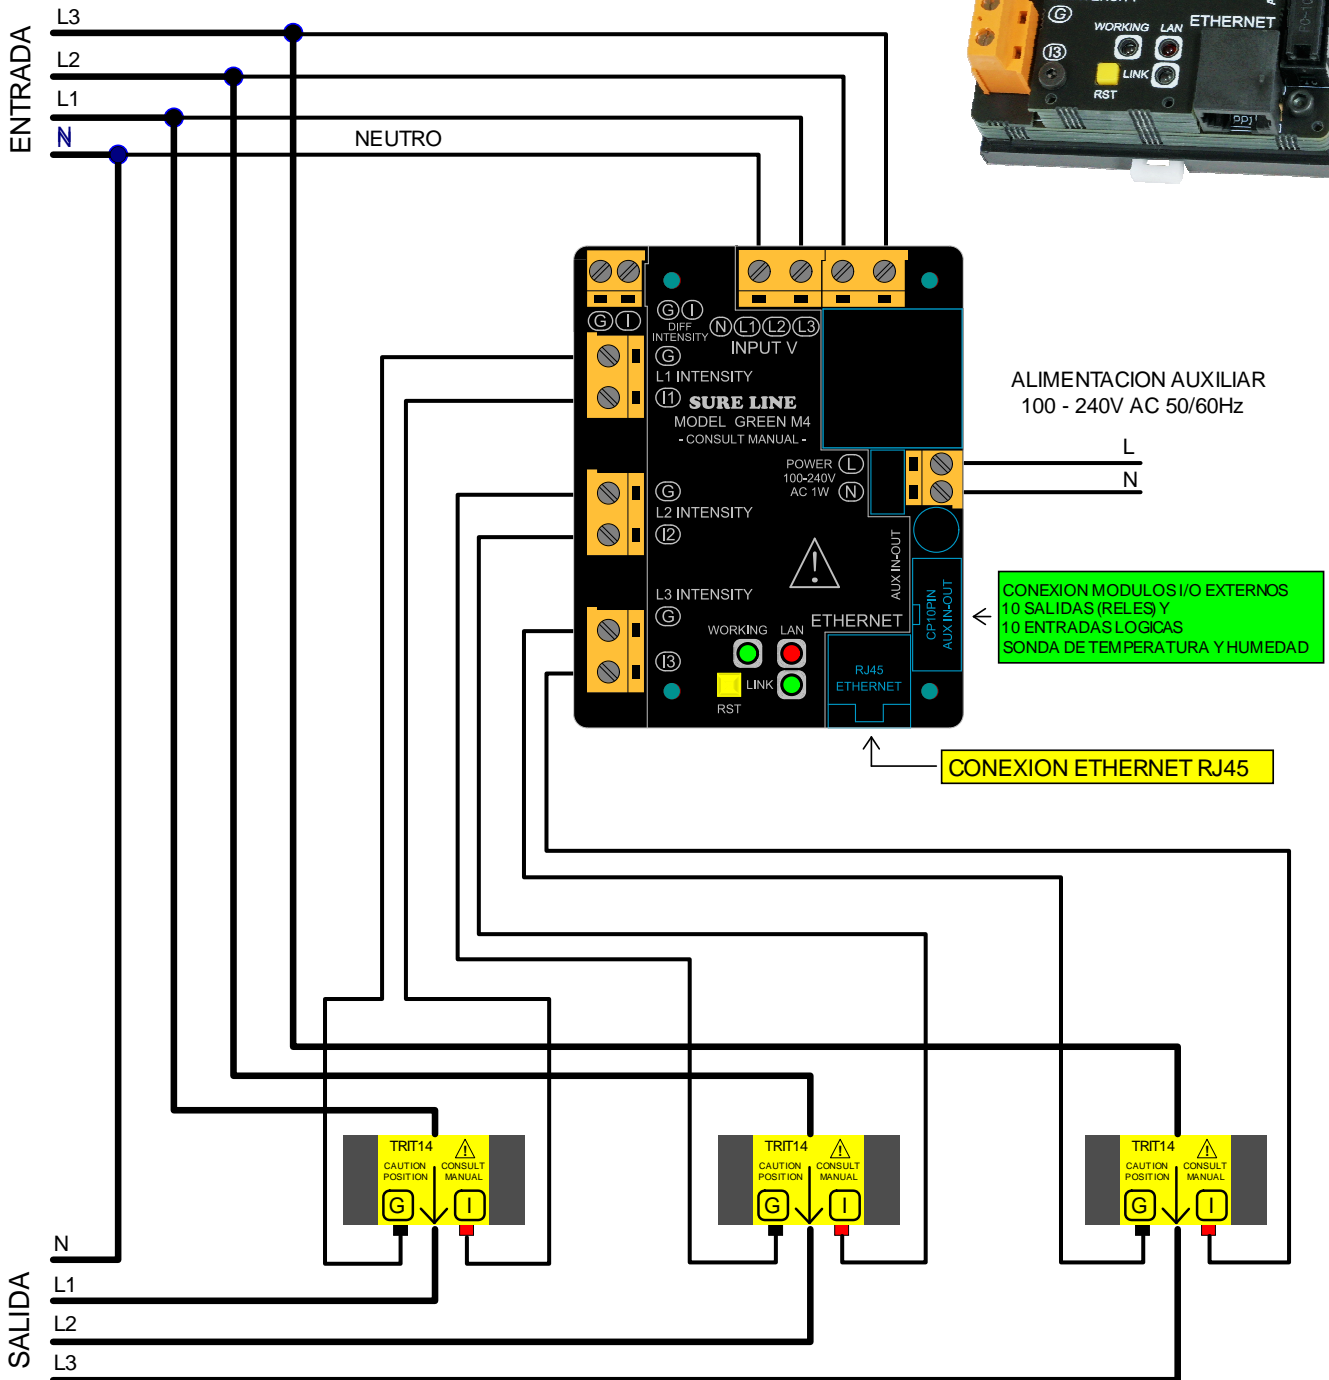 ENTRADA
L3
L2
L1
N
NEUTRO
G
WORKING
LAN
ETHERNET
I3
LINK
RST
G I
G I
DIFF
INTENSITY
N L1 L2 L3
INPUT V
G
L1 INTENSITY
I1
SURE LINE
MODEL GREEN M4
- CONSULT MANUAL -
POWER
100-240V
AC 1W
L
N
G
L2 INTENSITY
I2
L3 INTENSITY
G
I3
WORKING
LAN
LINK
RST
ETHERNET
AUX IN-OUT
CP10PIN
AUX IN-OUT
RJ45
ETHERNET
ALIMENTACION AUXILIAR
100 - 240V AC 50/60Hz
L
N
CONEXION MODULOS I/O EXTERNOS
10 SALIDAS (RELES) Y
10 ENTRADAS LOGICAS
SONDA DE TEMPERATURA Y HUMEDAD
CONEXION ETHERNET RJ45
TRIT14
CAUTION
POSITION
CONSULT
MANUAL
G I
TRIT14
CAUTION
POSITION
CONSULT
MANUAL
G I
TRIT14
CAUTION
POSITION
CONSULT
MANUAL
G I
SALIDA
N
L1
L2
L3